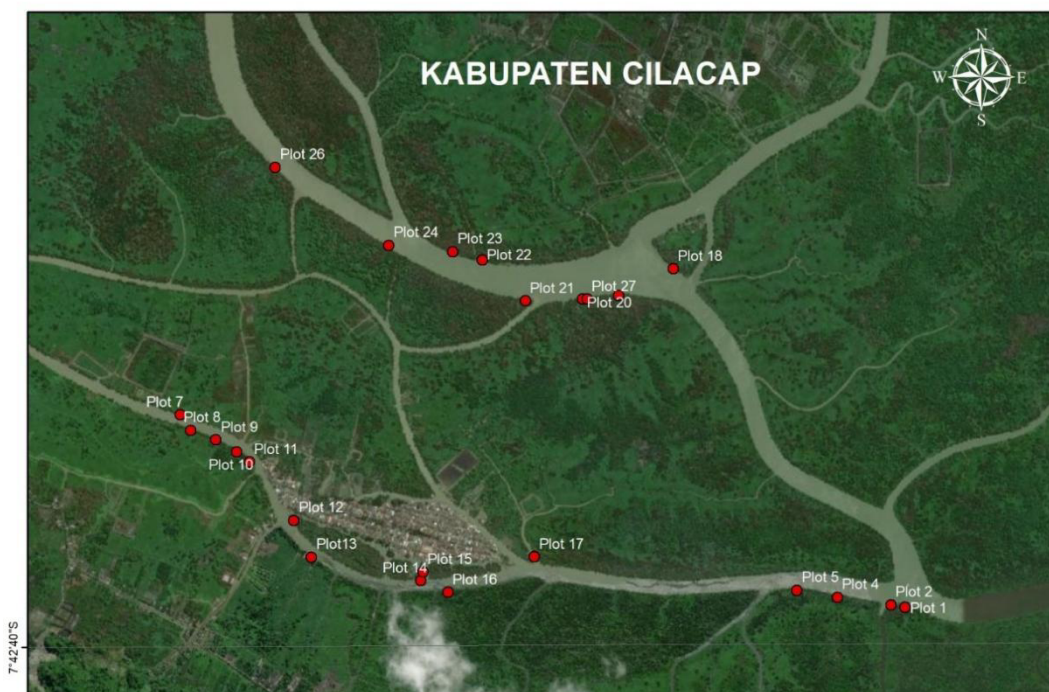 KABUPATEN CILACAP
N
W
E
S
Plot 26
Plot 24
Plot 23
Plot 22
Plot 18
Plot 21
Plot 27
Plot 20
Plot 7
Plot 8
Plot 9
Plot 11
Plot 10
Plot 12
Plot13
Plot 15
Plot 14
Plot 16
Plot 17
Plot 5
Plot 4
Plot 2
Plot 1
7°42'40"S